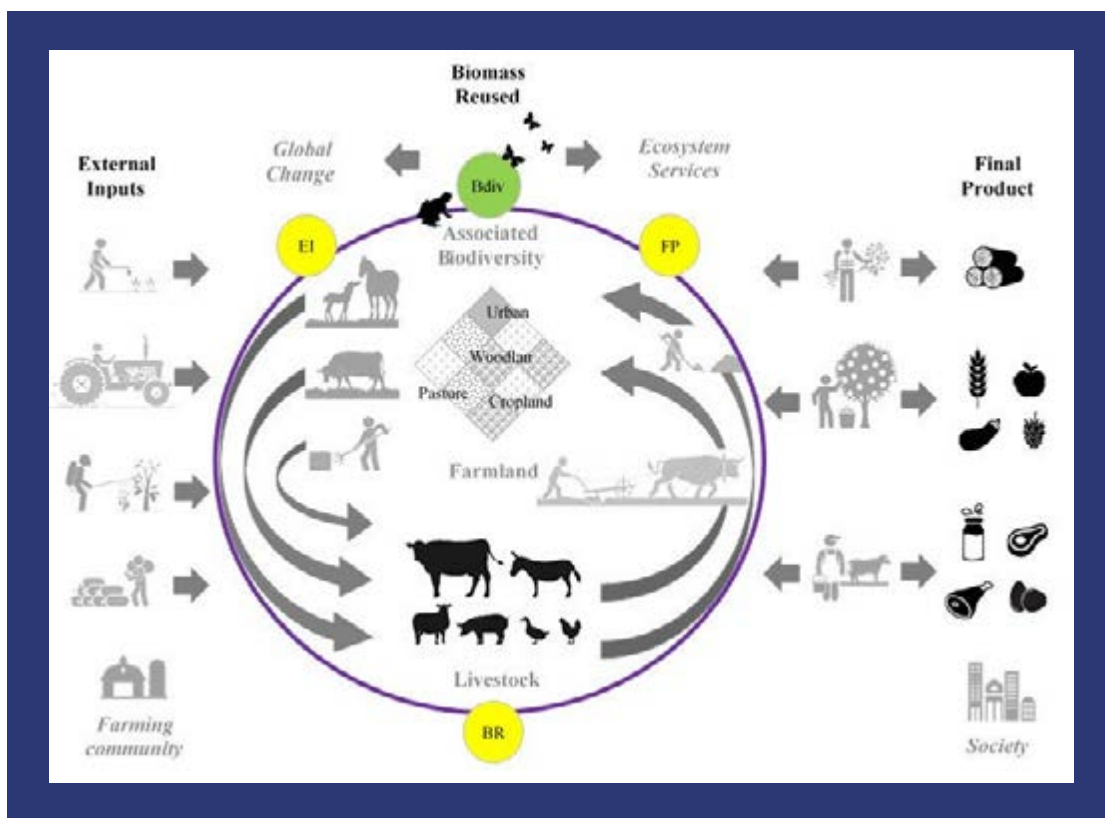 Biomass
Reused
Global
Change
Ecosystem
Services
External
Inputs
Final
Product
Bdiv
EI
FP
Associated
Biodiversity
Urban
Woodlan
Pasture
Cropland
Farmland
Livestock
BR
Farming
community
Society